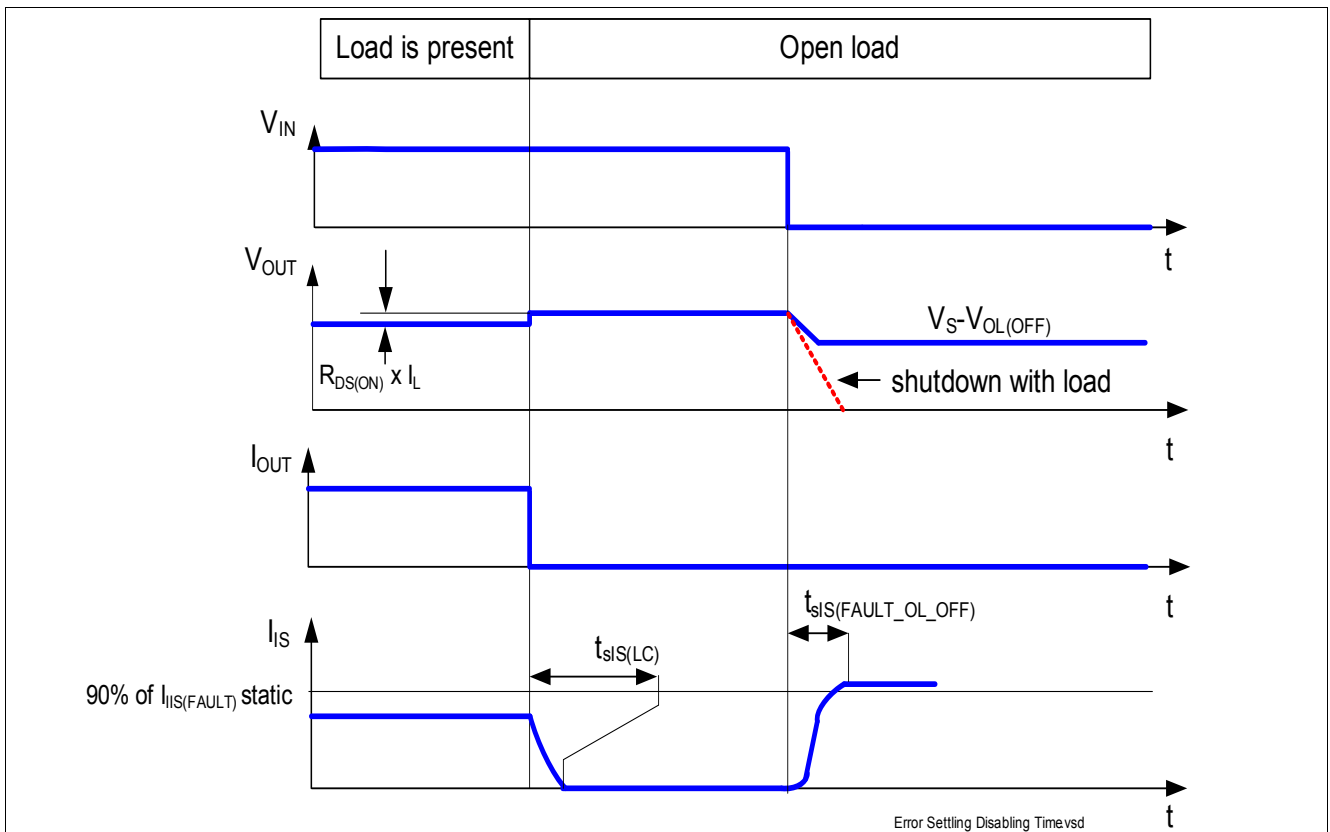 Load is present
Open load
VIN
t
VOUT
VS-VOL(OFF)
RDS(ON) x IL
shutdown with load
t
IOUT
t
tsIS(FAULT_OL_OFF)
IIS
tsIS(LC)
90% of IIIS(FAULT) static
t
Error Settling Disabling Time.vsd